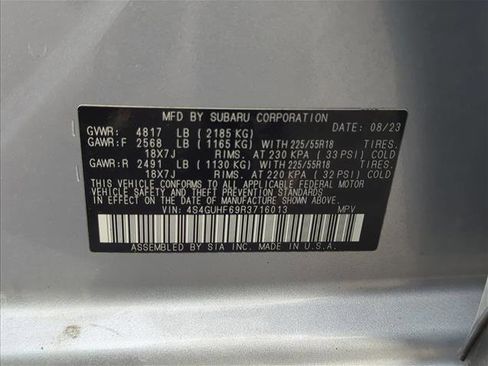 MFD BY SUBARU CORPORATION
GVWR: 4817 LB (2185 KG) DATE: 08/23
GAWR:F 2568 LB (1165 KG) WITH 225/55R18 TIRES
18X7J RIMS. AT 230 KPA (33 PSI) COLD
GAWR:R 2491 LB (1130 KG) WITH 225/55R18 TIRES
18X7J RIMS. AT 220 KPA (32 PSI) COLD
THIS VEHICLE CONFORMS TO ALL APPLICABLE FEDERAL MOTOR
VEHICLE SAFETY, BUMPER, AND THEFT PREVENTION STANDARDS
IN EFFECT ON THE DATE OF MANUFACTURE SHOWN ABOVE.
VIN: 4S4GUHF69R3716013 MPV
ASSEMBLED BY SIA INC. MADE IN U.S.A.